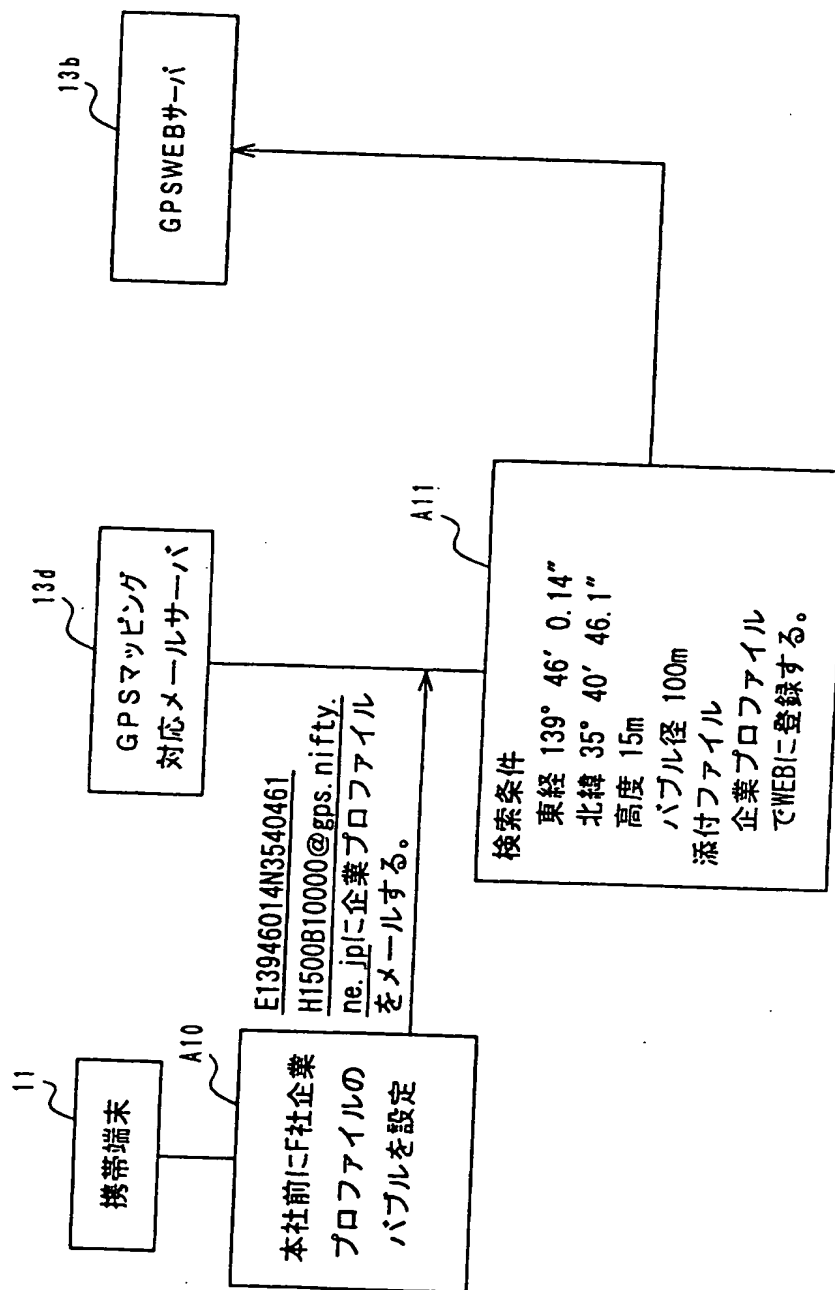 11
携帯端末
A10
本社前にF社企業
プロファイルの
バブルを設定
E13946014N3540461
H1500B10000@gps.nifty.
ne.jpに企業プロファイル
をメールする。
13d
GPSマッピング
対応メールサーバ
A11
検索条件
東経 139° 46′ 0.14″
北緯 35° 40′ 46.1″
高度 15m
バブル径 100m
添付ファイル
企業プロファイル
でWEBに登録する。
13b
GPSWEBサーバ